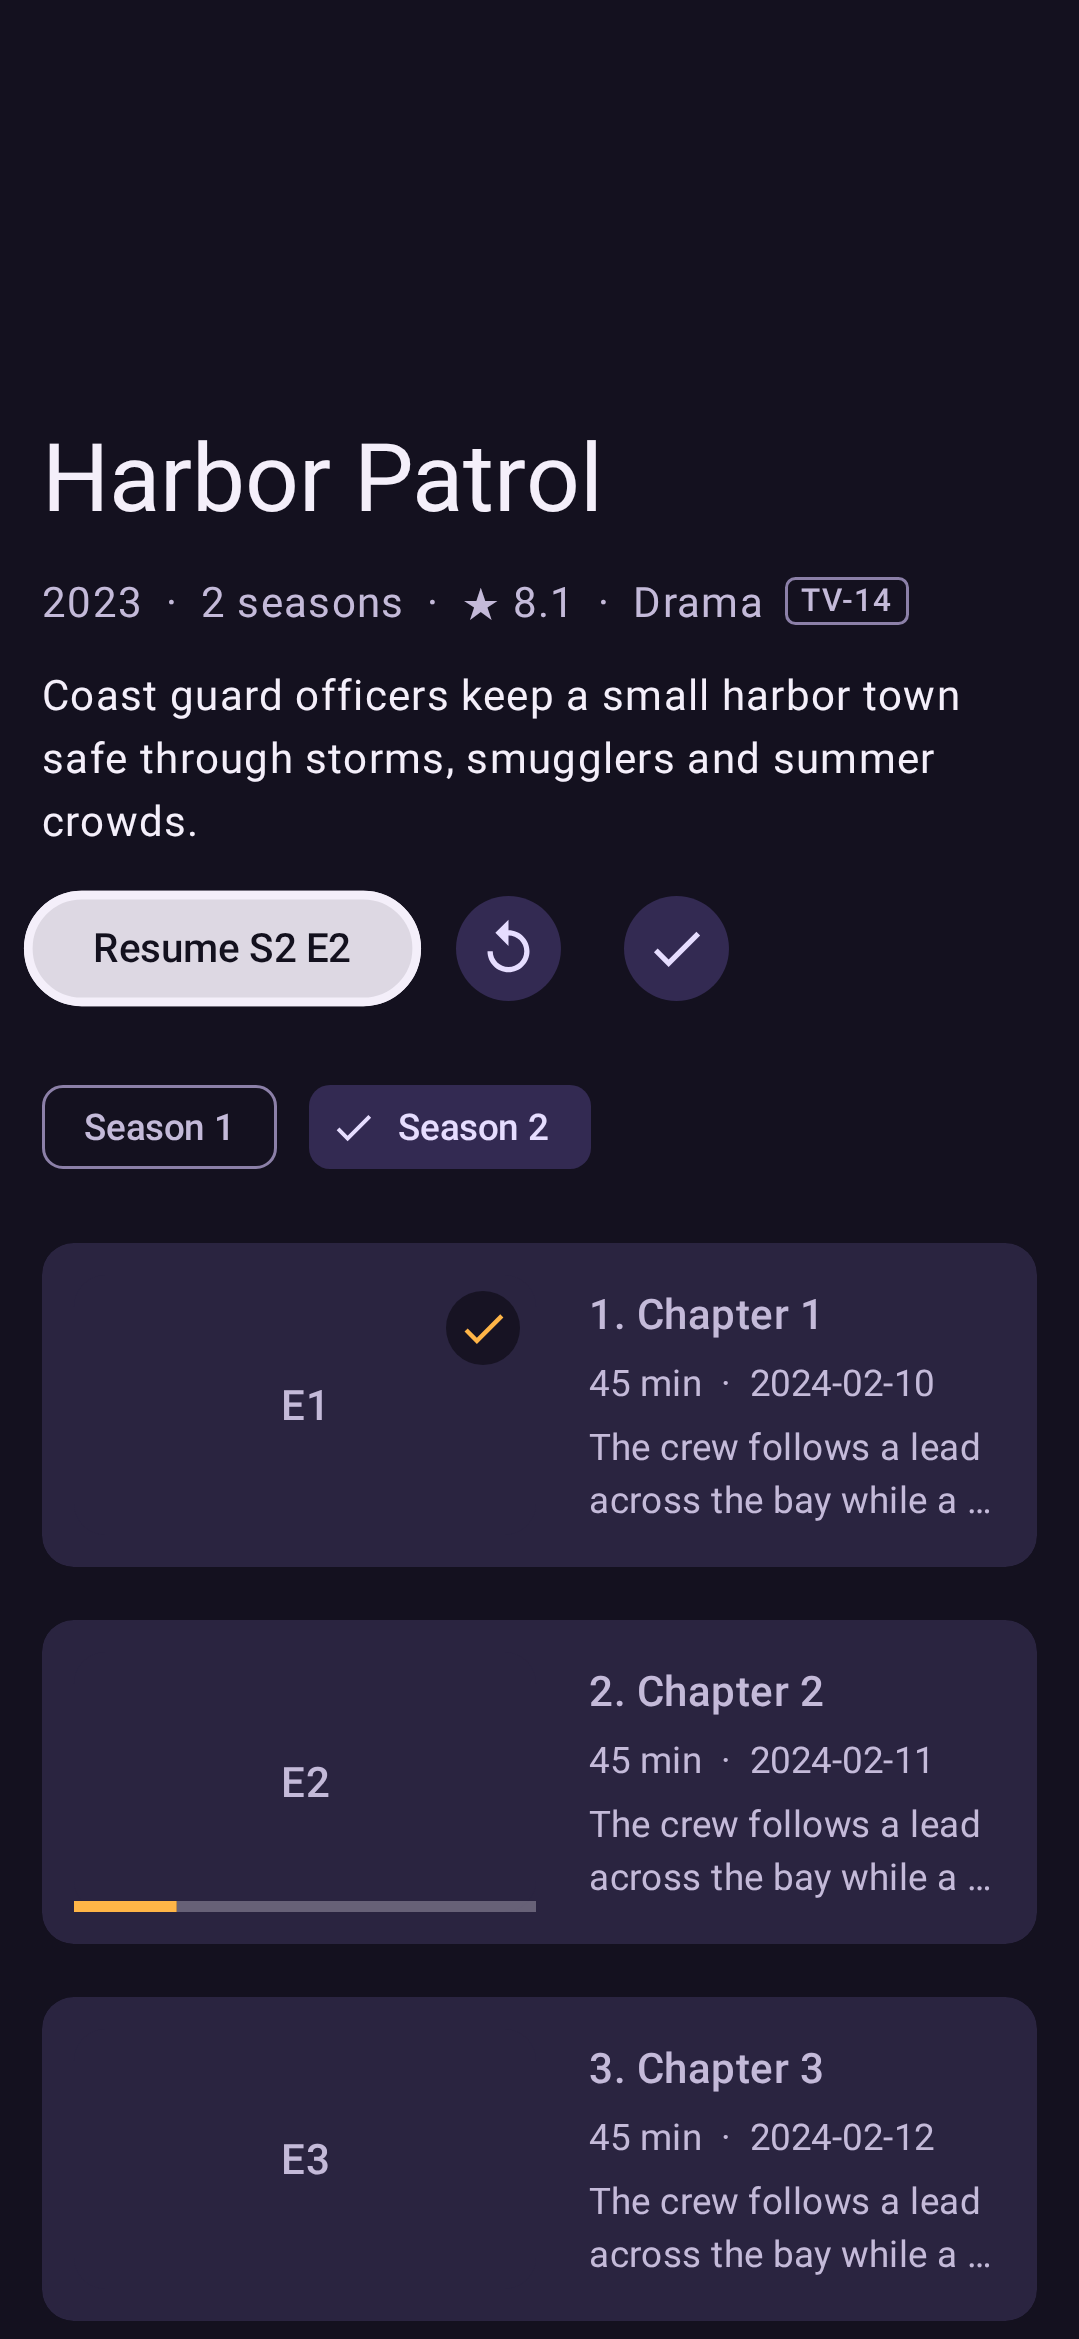 Harbor Patrol
2023 · 2 seasons · ★ 8.1 · Drama TV-14
Coast guard officers keep a small harbor town
safe through storms, smugglers and summer
crowds.
Resume S2 E2
Season 1
Season 2
E1
1. Chapter 1
45 min · 2024-02-10
The crew follows a lead
across the bay while a ...
E2
2. Chapter 2
45 min · 2024-02-11
The crew follows a lead
across the bay while a ...
E3
3. Chapter 3
45 min · 2024-02-12
The crew follows a lead
across the bay while a ...